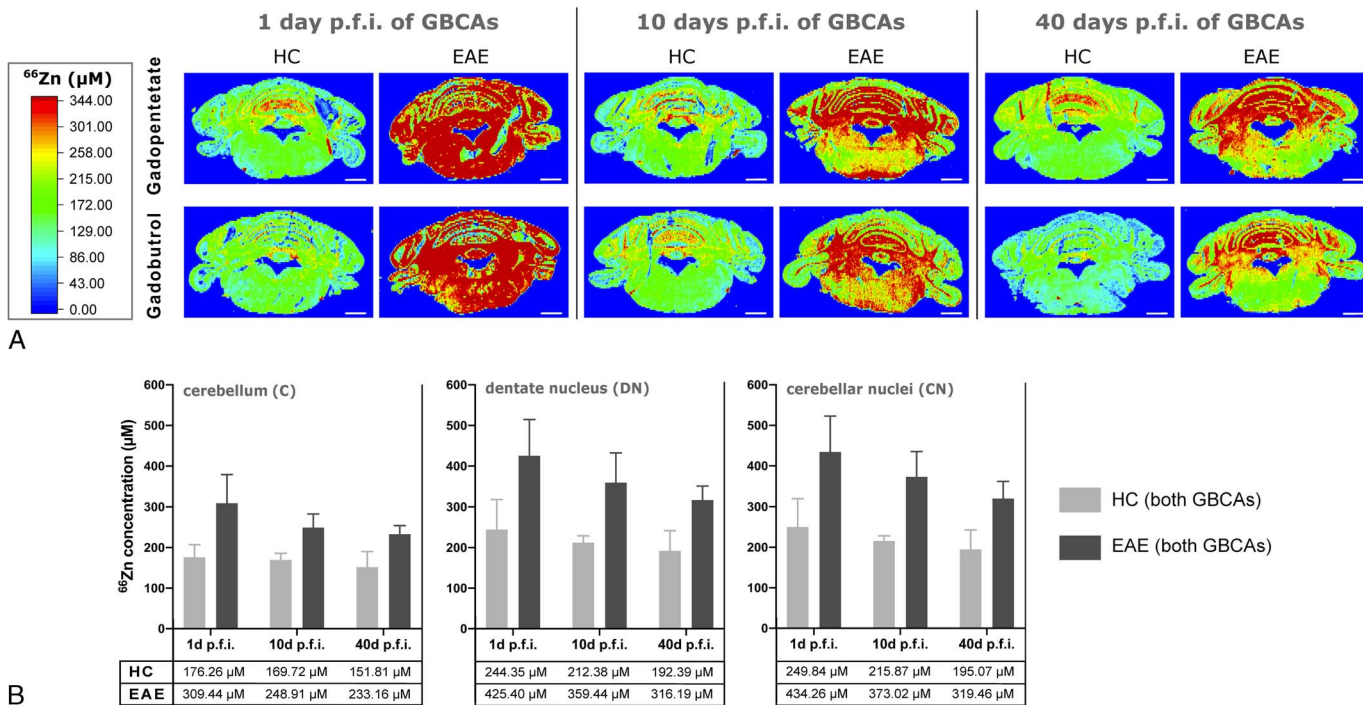 1 day p.f.i. of GBCAs
10 days p.f.i. of GBCAs
40 days p.f.i. of GBCAs
HC EAE HC EAE HC EAE
⁶⁶Zn (µM)
344.00
301.00
258.00
215.00
172.00
129.00
86.00
43.00
0.00
Gadopentetate
Gadobutrol
A
⁶⁶Zn concentration (µM)
cerebellum (C)
600
500
400
300
200
100
0
1d p.f.i. 10d p.f.i. 40d p.f.i.
dentate nucleus (DN)
600
500
400
300
200
100
0
1d p.f.i. 10d p.f.i. 40d p.f.i.
cerebellar nuclei (CN)
600
500
400
300
200
100
0
1d p.f.i. 10d p.f.i. 40d p.f.i.
HC (both GBCAs)
EAE (both GBCAs)
HC 176.26 µM 169.72 µM 151.81 µM 244.35 µM 212.38 µM 192.39 µM 249.84 µM 215.87 µM 195.07 µM
EAE 309.44 µM 248.91 µM 233.16 µM 425.40 µM 359.44 µM 316.19 µM 434.26 µM 373.02 µM 319.46 µM
B